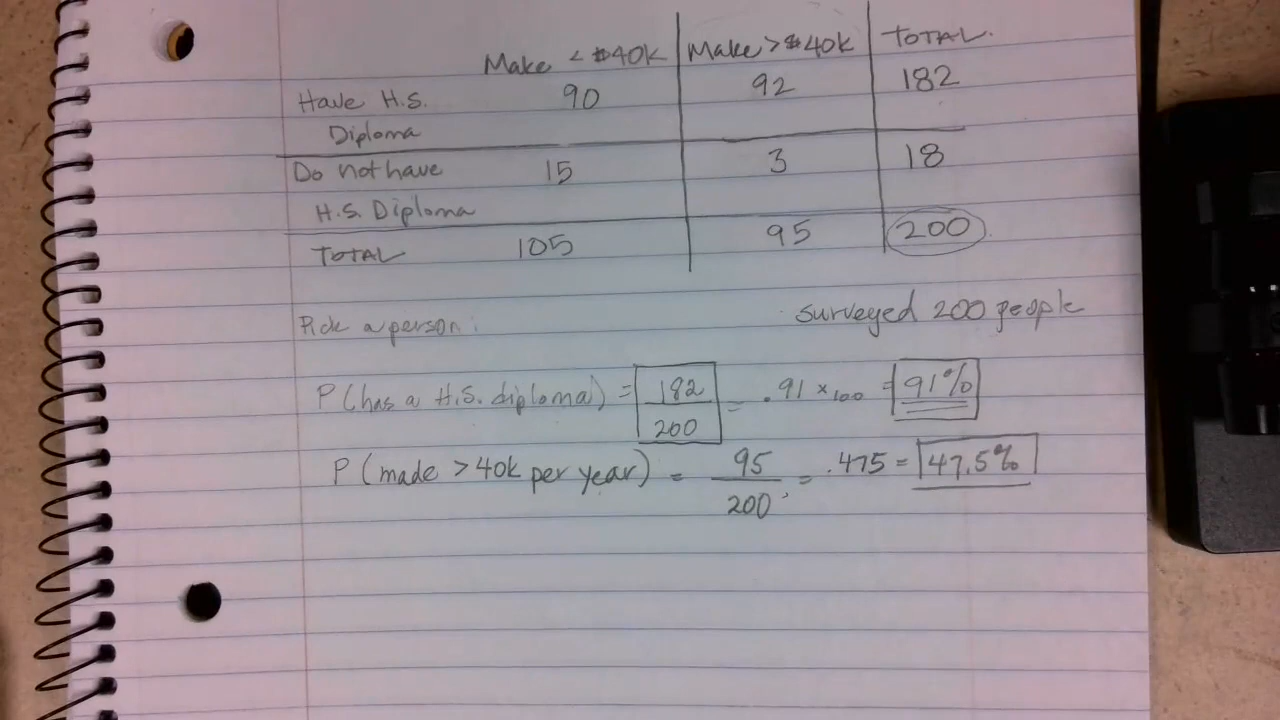 Make < $40k Make > $40k TOTAL.
Have H.S. 90 92 182
Diploma
Do not have 15 3 18
H.S. Diploma
TOTAL 105 95 200
Pick a person: surveyed 200 people
P(has a H.S. diploma) = 182/200 = .91 x100 = 91%
P(made >40k per year) = 95/200 = .475 = 47.5%